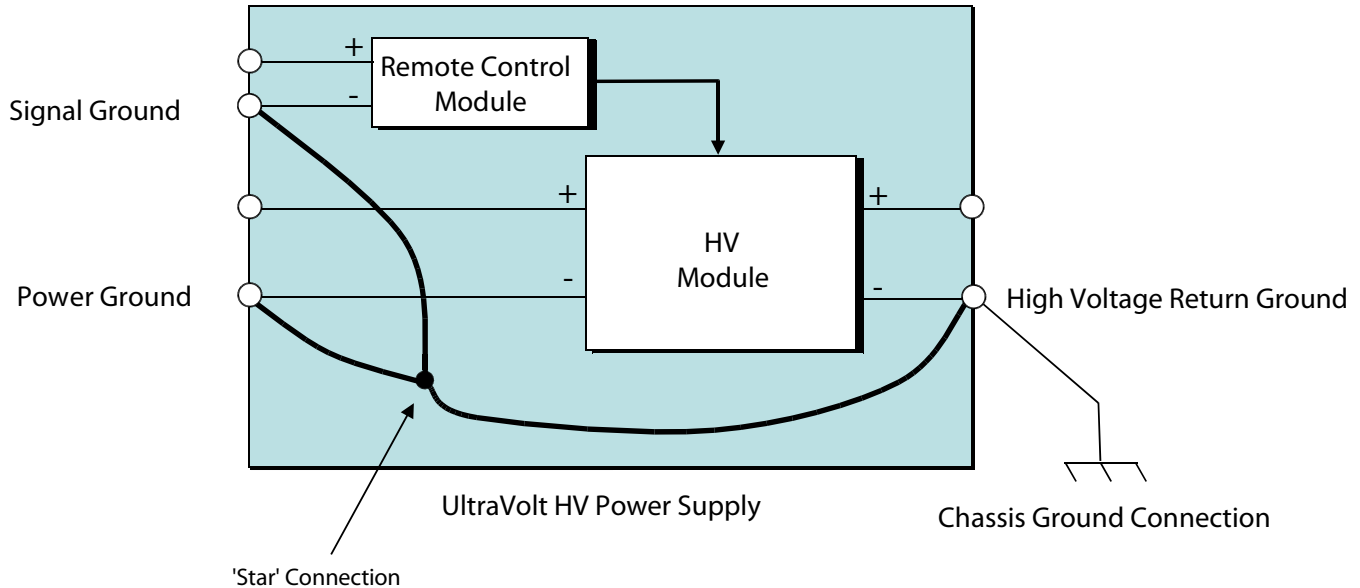 +
Remote Control
Module
-
Signal Ground
+
+
HV
Module
Power Ground
-
-
High Voltage Return Ground
UltraVolt HV Power Supply
Chassis Ground Connection
'Star' Connection